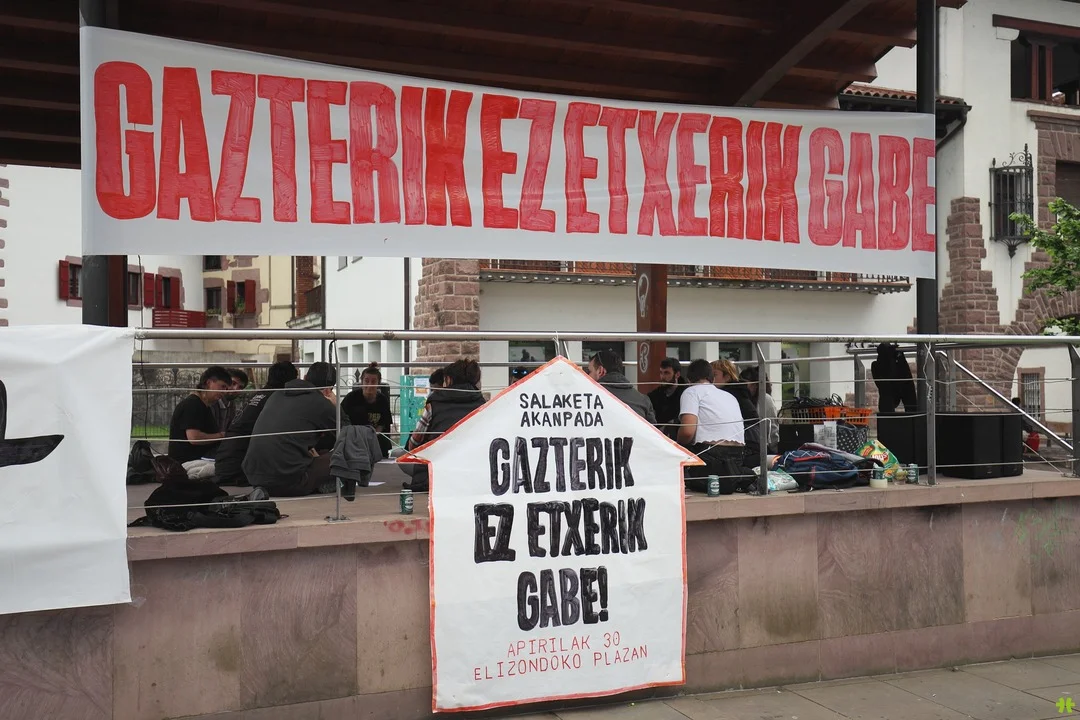 GAZTERIK EZ ETXERIK GABE
SALAKETA
AKANPADA
GAZTERIK
EZ ETXERIK
GABE!
APIRILAK 30
ELIZONDOKO PLAZAN